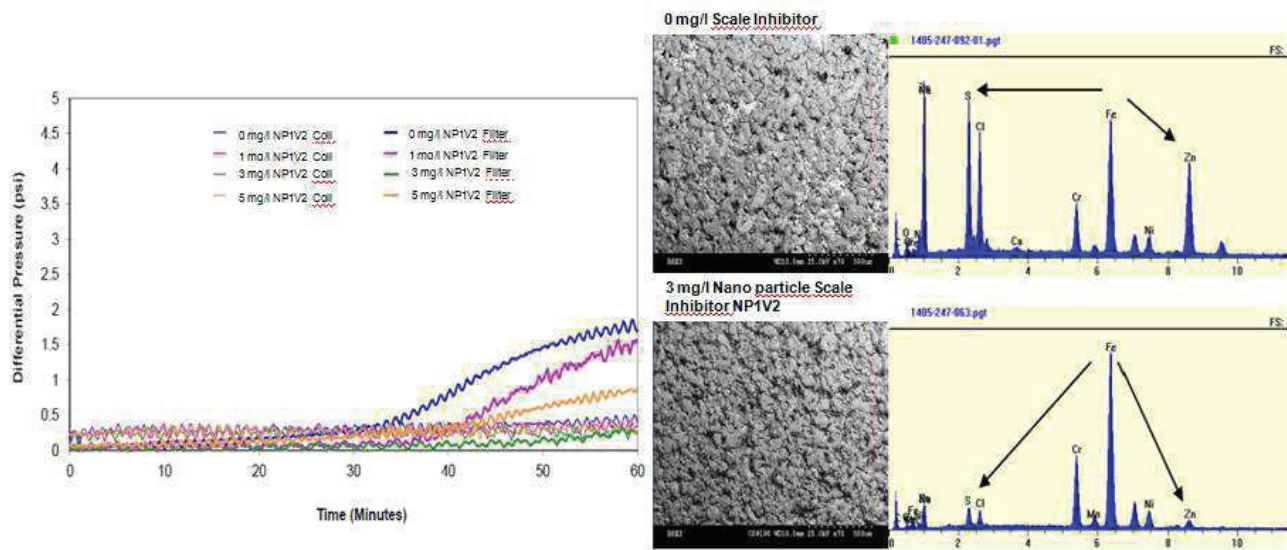 0 mg/l Scale Inhibitor
1405-247-092-01.pgt
FS:
S
Cl
Fe
Zn
Cr
Ca
Ni
O
2
4
6
8
10
5
4.5
4
3.5
3
2.5
2
1.5
1
0.5
0
Differential Pressure (psi)
0 mg/l NP1V2 Coil
0 mg/l NP1V2 Filter
1 mg/l NP1V2 Coil
1 mg/l NP1V2 Filter
3 mg/l NP1V2 Coil
3 mg/l NP1V2 Filter
5 mg/l NP1V2 Coil
5 mg/l NP1V2 Filter
0
10
20
30
40
50
60
Time (Minutes)
3 mg/l Nano particle Scale
Inhibitor NP1V2
1405-247-063.pgt
FS:
Fe
Cr
S
Cl
Mn
Ni
Zn
2
4
6
8
10